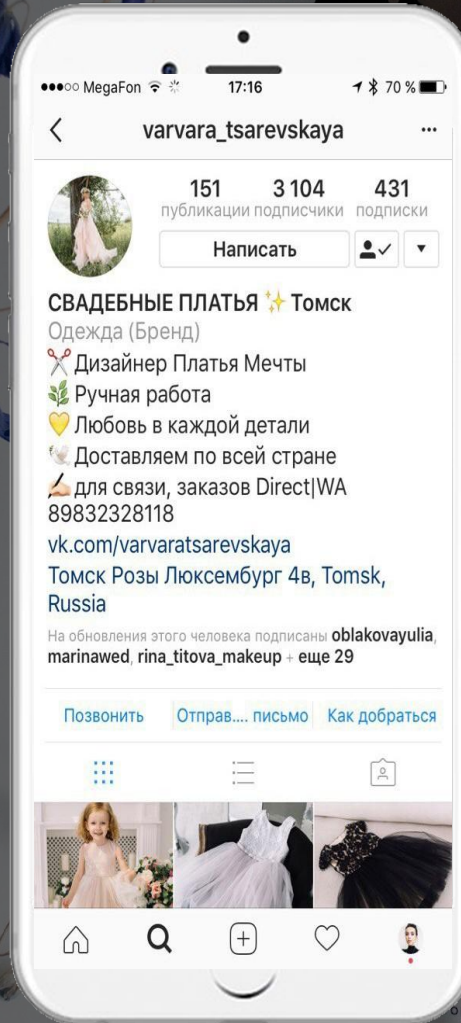 MegaFon 17:16 70 %
varvara_tsarevskaya
151 3 104 431
публикации подписчики подписки
Написать
СВАДЕБНЫЕ ПЛАТЬЯ ✨ Томск
Одежда (Бренд)
✂️ Дизайнер Платья Мечты
🌿 Ручная работа
💛 Любовь в каждой детали
🕊 Доставляем по всей стране
✍🏻 для связи, заказов Direct|WA
89832328118
vk.com/varvaratsarevskaya
Томск Розы Люксембург 4в, Tomsk,
Russia
На обновления этого человека подписаны oblakovayulia,
marinawed, rina_titova_makeup + еще 29
Позвонить Отправ.... письмо Как добраться